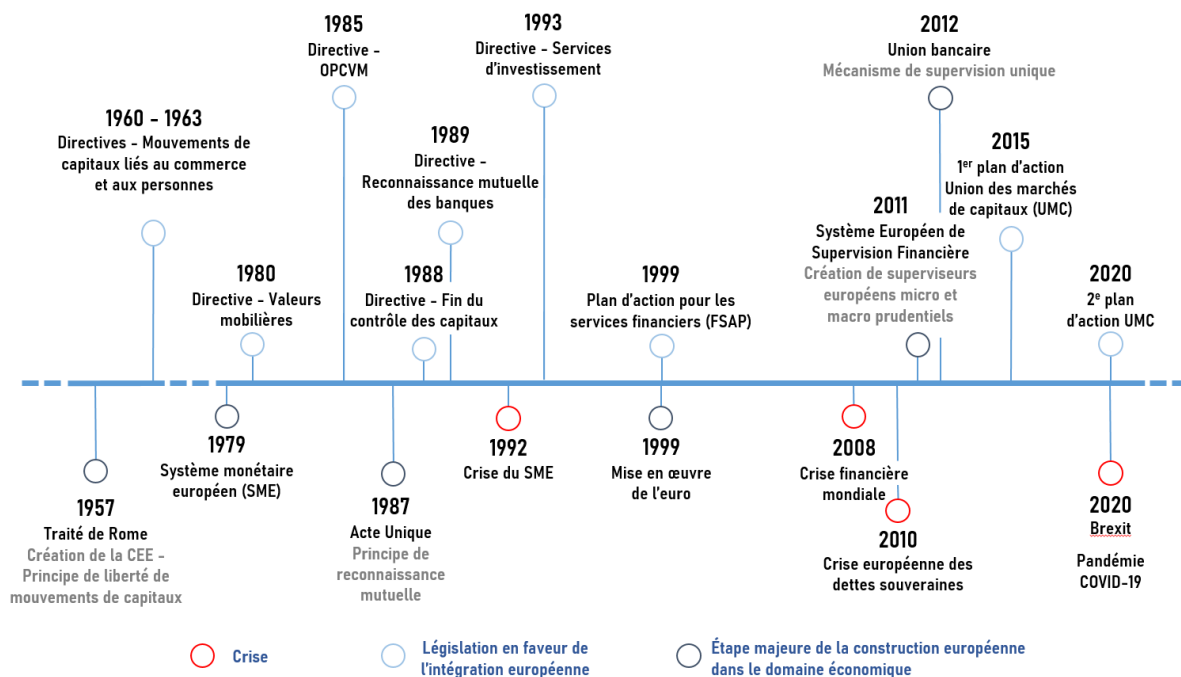 1960 - 1963
Directives - Mouvements de
capitaux liés au commerce
et aux personnes
1980
Directive - Valeurs
mobilières
1985
Directive -
OPCVM
1988
Directive - Fin du
contrôle des capitaux
1989
Directive -
Reconnaissance mutuelle
des banques
1993
Directive - Services
d'investissement
1999
Plan d'action pour les
services financiers (FSAP)
2011
Système Européen de
Supervision Financière
Création de superviseurs
européens micro et
macro prudentiels
2012
Union bancaire
Mécanisme de supervision unique
2015
1er plan d'action
Union des marchés
de capitaux (UMC)
2020
2e plan
d'action UMC
1957
Traité de Rome
Création de la CEE -
Principe de liberté de
mouvements de capitaux
1979
Système monétaire
européen (SME)
1987
Acte Unique
Principe de
reconnaissance
mutuelle
1992
Crise du SME
1999
Mise en œuvre
de l'euro
2008
Crise financière
mondiale
2010
Crise européenne des
dettes souveraines
2020
Brexit
Pandémie
COVID-19
Crise
Législation en faveur de
l'intégration européenne
Étape majeure de la construction européenne
dans le domaine économique